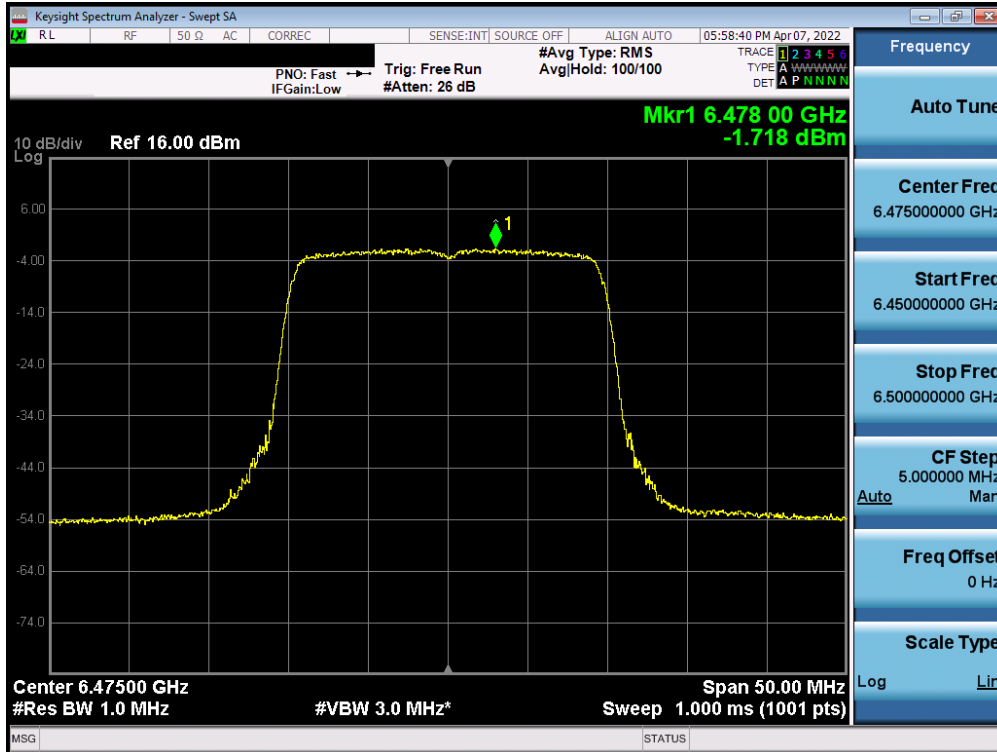 Keysight Spectrum Analyzer - Swept SA
LXI RL RF 50 Ω AC CORREC SENSE:INT SOURCE OFF ALIGN AUTO 05:58:40 PM Apr 07, 2022
PNO: Fast
IFGain:Low
Trig: Free Run
#Atten: 26 dB
#Avg Type: RMS
Avg|Hold: 100/100
TRACE 1 2 3 4 5 6
TYPE A WWWWW
DET A P N N N N
Mkr1 6.478 00 GHz
-1.718 dBm
10 dB/div Ref 16.00 dBm
Log
1
6.00
-4.00
-14.0
-24.0
-34.0
-44.0
-54.0
-64.0
-74.0
Center 6.47500 GHz Span 50.00 MHz
#Res BW 1.0 MHz #VBW 3.0 MHz* Sweep 1.000 ms (1001 pts)
MSG STATUS
Frequency
Auto Tune
Center Freq
6.475000000 GHz
Start Freq
6.450000000 GHz
Stop Freq
6.500000000 GHz
CF Step
5.000000 MHz
Auto Man
Freq Offset
0 Hz
Scale Type
Log Lin